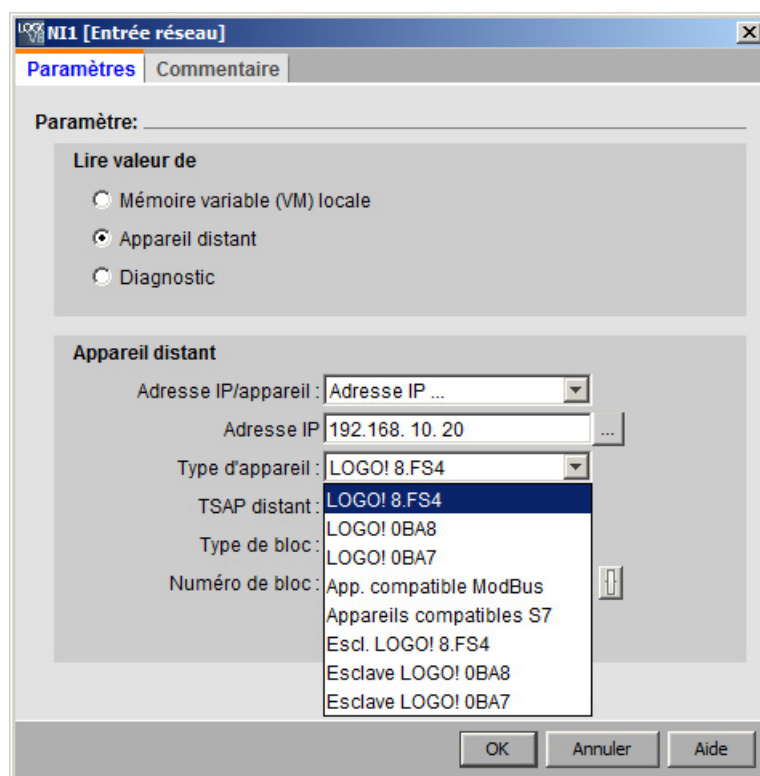 NI1 [Entrée réseau]
Paramètres Commentaire
Paramètre:
Lire valeur de
Mémoire variable (VM) locale
Appareil distant
Diagnostic
Appareil distant
Adresse IP/appareil : Adresse IP ...
Adresse IP 192.168. 10. 20 ...
Type d'appareil : LOGO! 8.FS4
TSAP distant :
Type de bloc :
Numéro de bloc :
LOGO! 8.FS4
LOGO! 0BA8
LOGO! 0BA7
App. compatible ModBus
Appareils compatibles S7
Escl. LOGO! 8.FS4
Esclave LOGO! 0BA8
Esclave LOGO! 0BA7
OK Annuler Aide